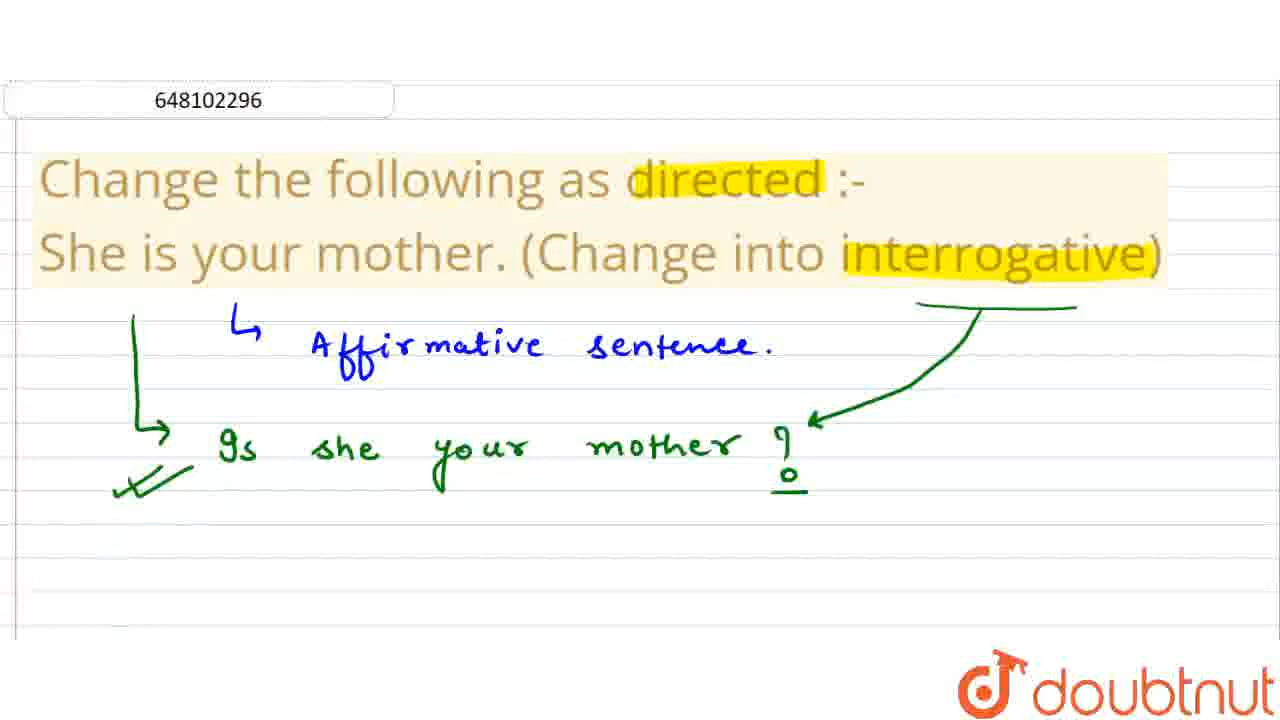 648102296
Change the following as directed :-
She is your mother. (Change into interrogative)
Affirmative sentence.
Is she your mother ?
doubtnut